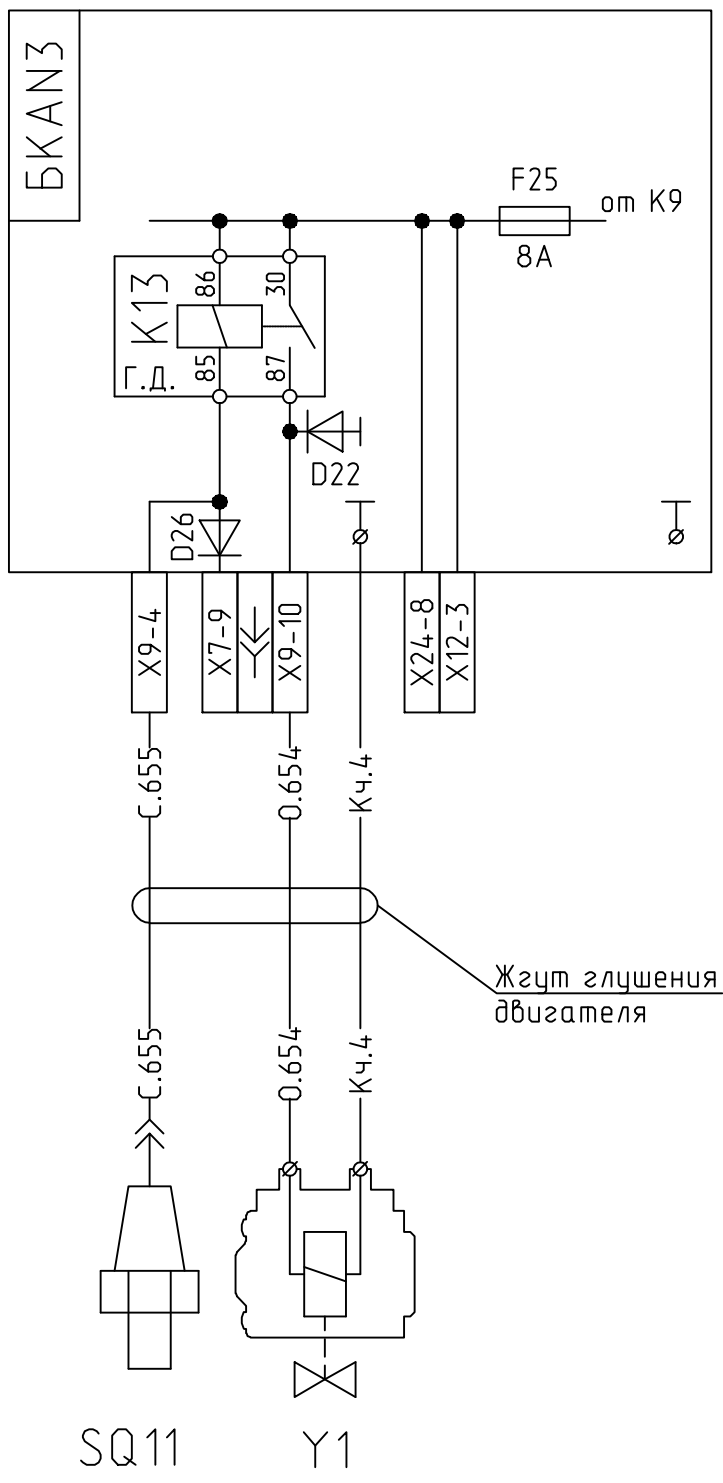 БКАN3
F25
от К9
8А
К13
86
30
Г.Д.
85
87
D22
D26
Х9-4
Х7-9
Х9-10
Х24-8
Х12-3
С.655
О.654
Кч.4
Жгут глушения
двигателя
С.655
О.654
Кч.4
SQ11
Y1